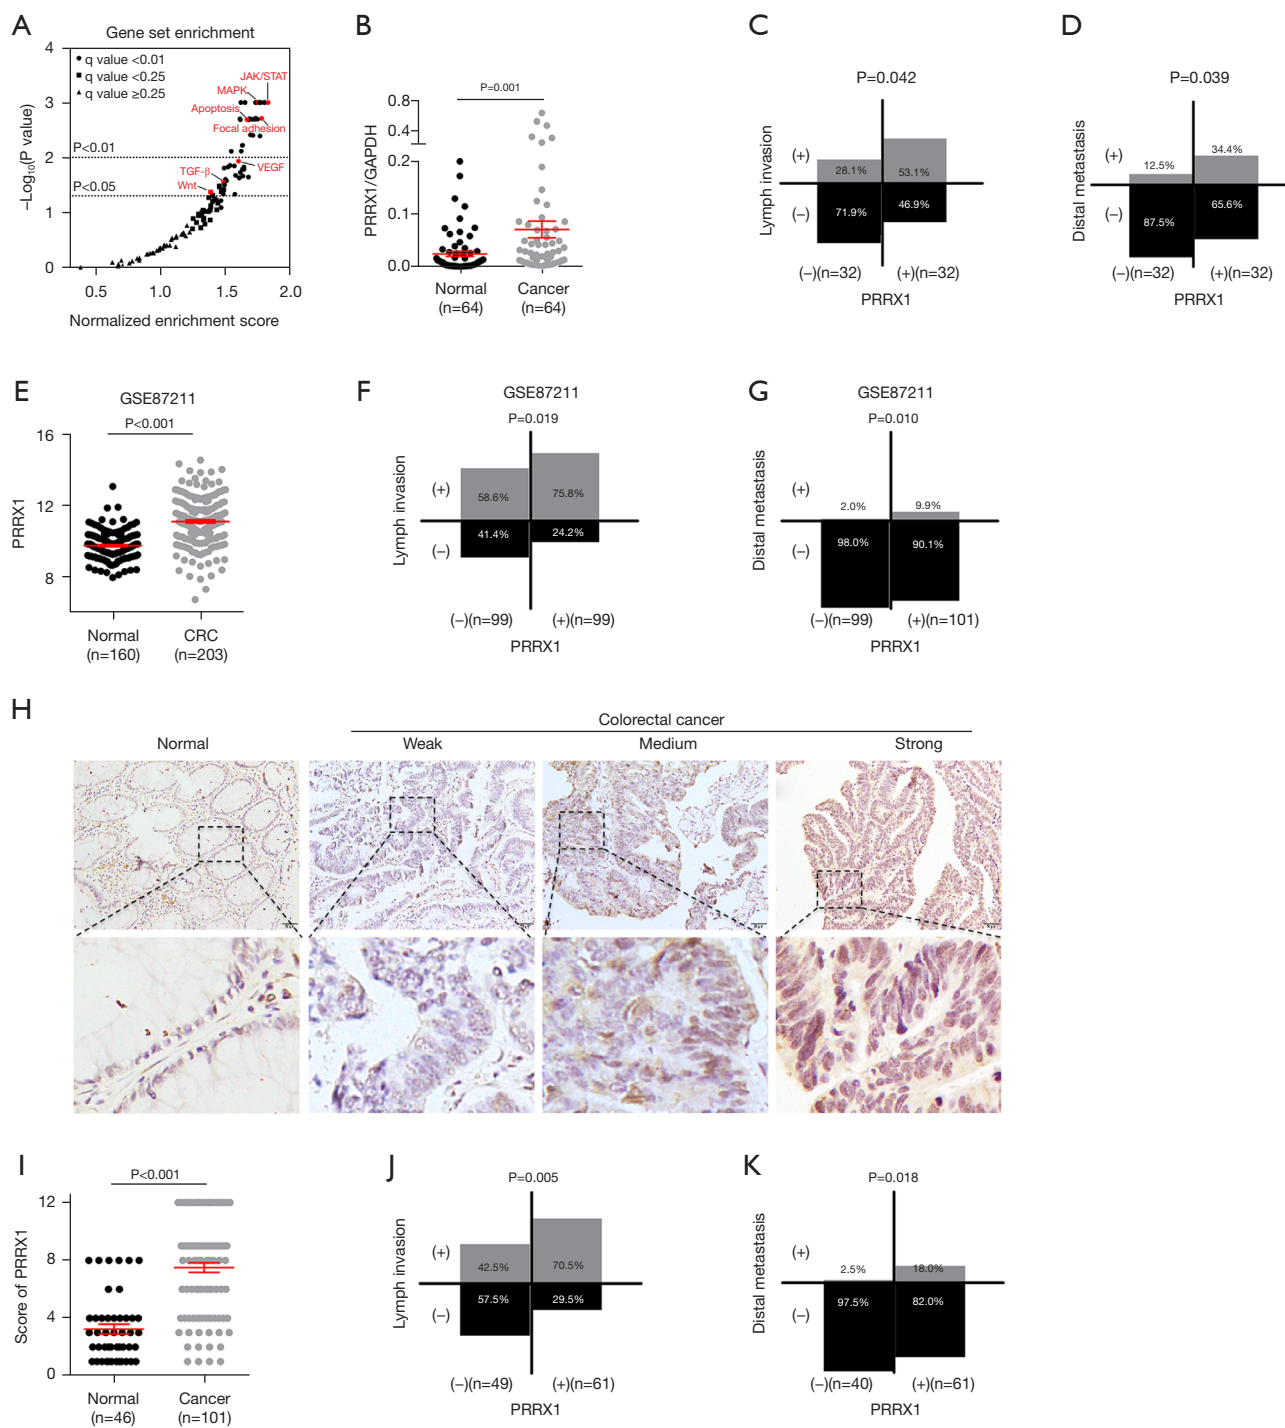 A
Gene set enrichment
4
3
2
1
0
q value <0.01
q value <0.25
q value ≥0.25
JAK/STAT
MAPK
Apoptosis
Focal adhesion
P<0.01
TGF-β
VEGF
Wnt
P<0.05
−Log10(P value)
0.5 1.0 1.5 2.0
Normalized enrichment score
B
P=0.001
0.8
0.4
0.2
0.1
0.0
PRRX1/GAPDH
Normal
(n=64)
Cancer
(n=64)
C
P=0.042
Lymph invasion
(+)
(−)
28.1%
53.1%
71.9%
46.9%
(−)(n=32) (+)(n=32)
PRRX1
D
P=0.039
Distal metastasis
(+)
(−)
12.5%
34.4%
87.5%
65.6%
(−)(n=32) (+)(n=32)
PRRX1
E
GSE87211
P<0.001
16
12
8
PRRX1
Normal
(n=160)
CRC
(n=203)
F
GSE87211
P=0.019
Lymph invasion
(+)
(−)
58.6%
75.8%
41.4%
24.2%
(−)(n=99) (+)(n=99)
PRRX1
G
GSE87211
P=0.010
Distal metastasis
(+)
(−)
2.0%
9.9%
98.0%
90.1%
(−)(n=99) (+)(n=101)
PRRX1
H
Colorectal cancer
Normal Weak Medium Strong
I
P<0.001
12
8
4
0
Score of PRRX1
Normal
(n=46)
Cancer
(n=101)
J
P=0.005
Lymph invasion
(+)
(−)
42.5%
70.5%
57.5%
29.5%
(−)(n=49) (+)(n=61)
PRRX1
K
P=0.018
Distal metastasis
(+)
(−)
2.5%
18.0%
97.5%
82.0%
(−)(n=40) (+)(n=61)
PRRX1